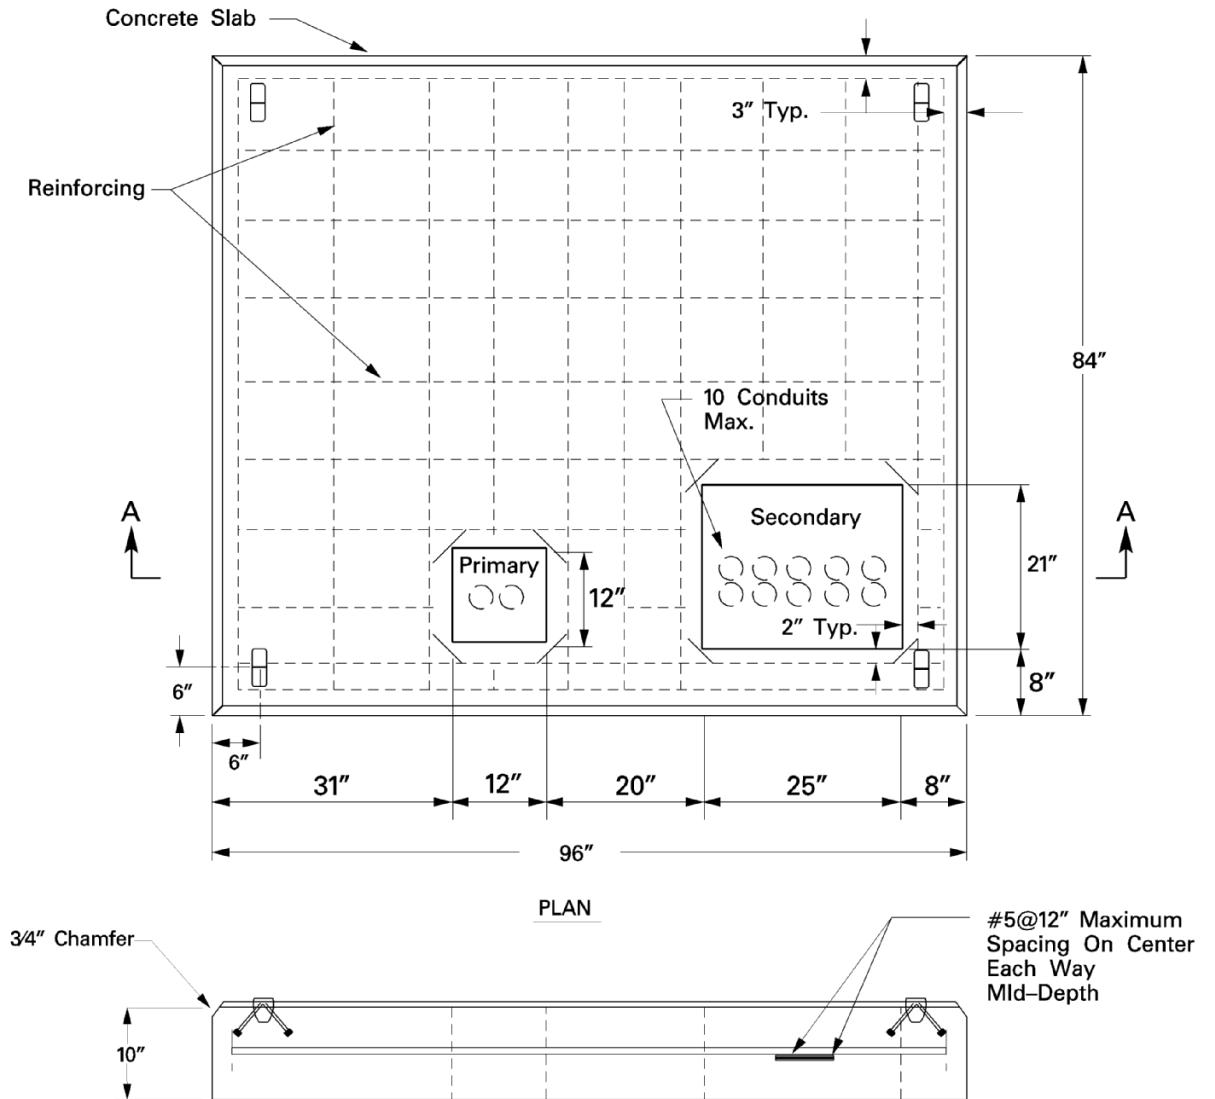 Concrete Slab
3″ Typ.
Reinforcing
84″
10 Conduits
Max.
A
A
Secondary
Primary
21″
12″
2″ Typ.
6″
8″
6″
31″
12″
20″
25″
8″
96″
PLAN
3/4″ Chamfer
#5@12″ Maximum
Spacing On Center
Each Way
MId–Depth
10″